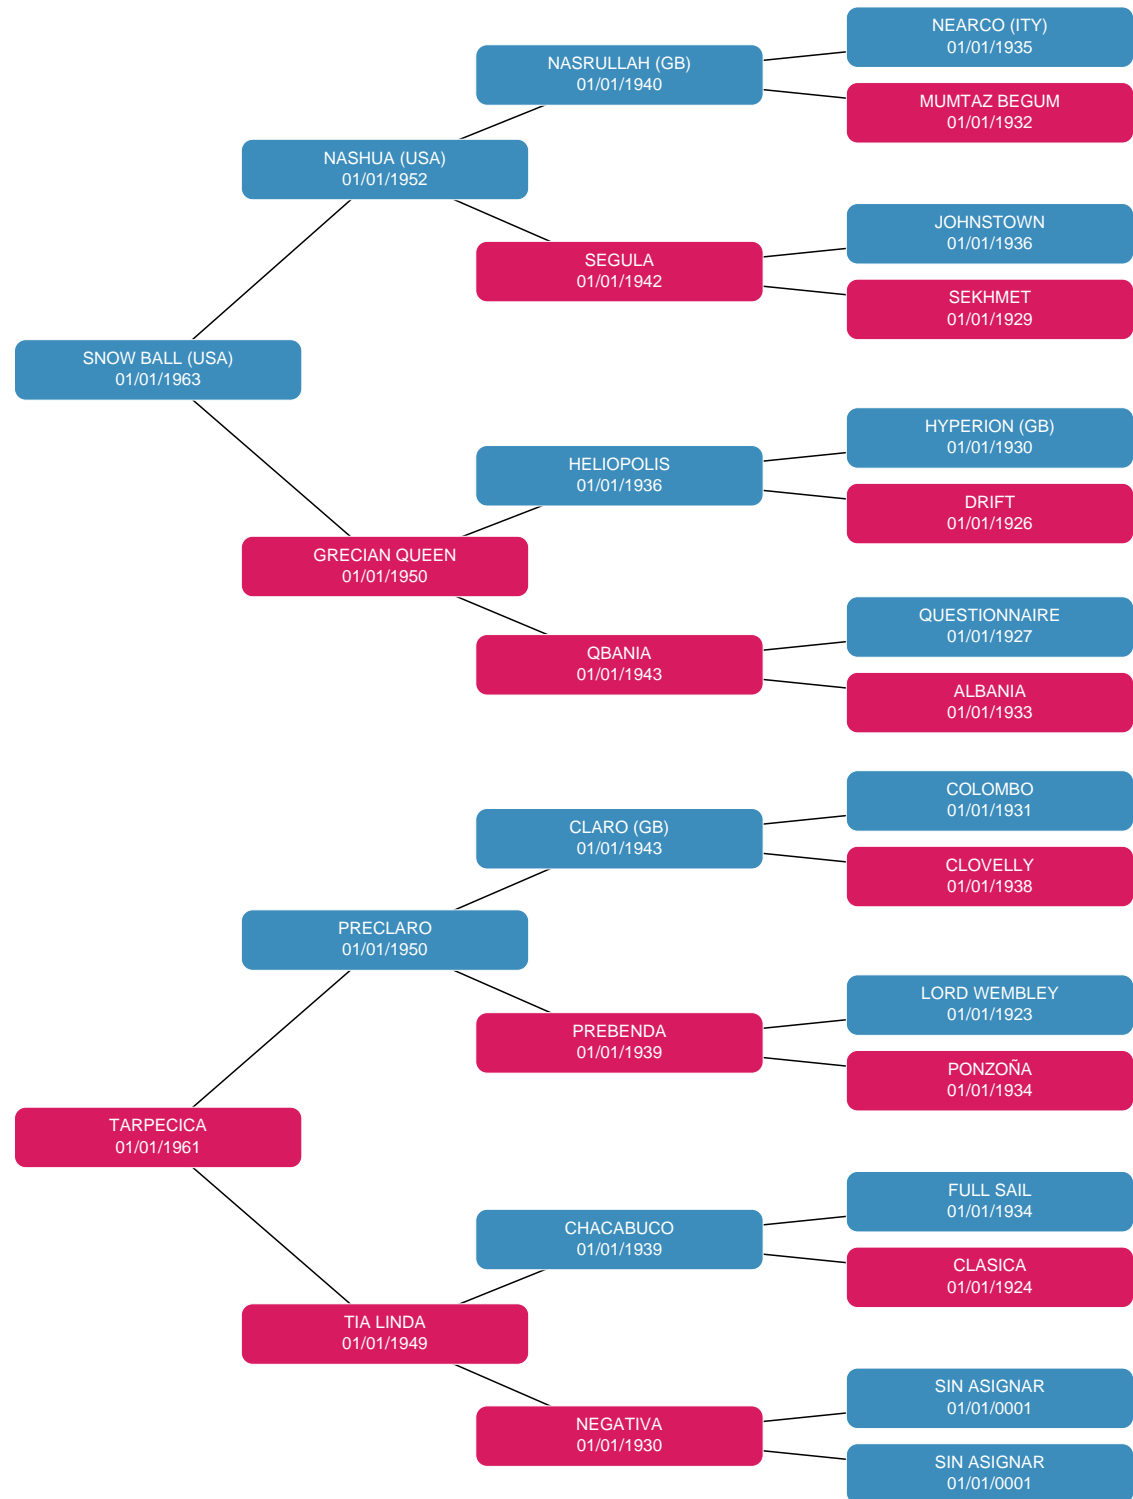 NEARCO (ITY)
01/01/1935
NASRULLAH (GB)
01/01/1940
MUMTAZ BEGUM
01/01/1932
NASHUA (USA)
01/01/1952
JOHNSTOWN
01/01/1936
SEGULA
01/01/1942
SEKHMET
01/01/1929
SNOW BALL (USA)
01/01/1963
HYPERION (GB)
01/01/1930
HELIOPOLIS
01/01/1936
DRIFT
01/01/1926
GRECIAN QUEEN
01/01/1950
QUESTIONNAIRE
01/01/1927
QBANIA
01/01/1943
ALBANIA
01/01/1933
COLOMBO
01/01/1931
CLARO (GB)
01/01/1943
CLOVELLY
01/01/1938
PRECLARO
01/01/1950
LORD WEMBLEY
01/01/1923
PREBENDA
01/01/1939
PONZOÑA
01/01/1934
TARPECICA
01/01/1961
FULL SAIL
01/01/1934
CHACABUCO
01/01/1939
CLASICA
01/01/1924
TIA LINDA
01/01/1949
SIN ASIGNAR
01/01/0001
NEGATIVA
01/01/1930
SIN ASIGNAR
01/01/0001